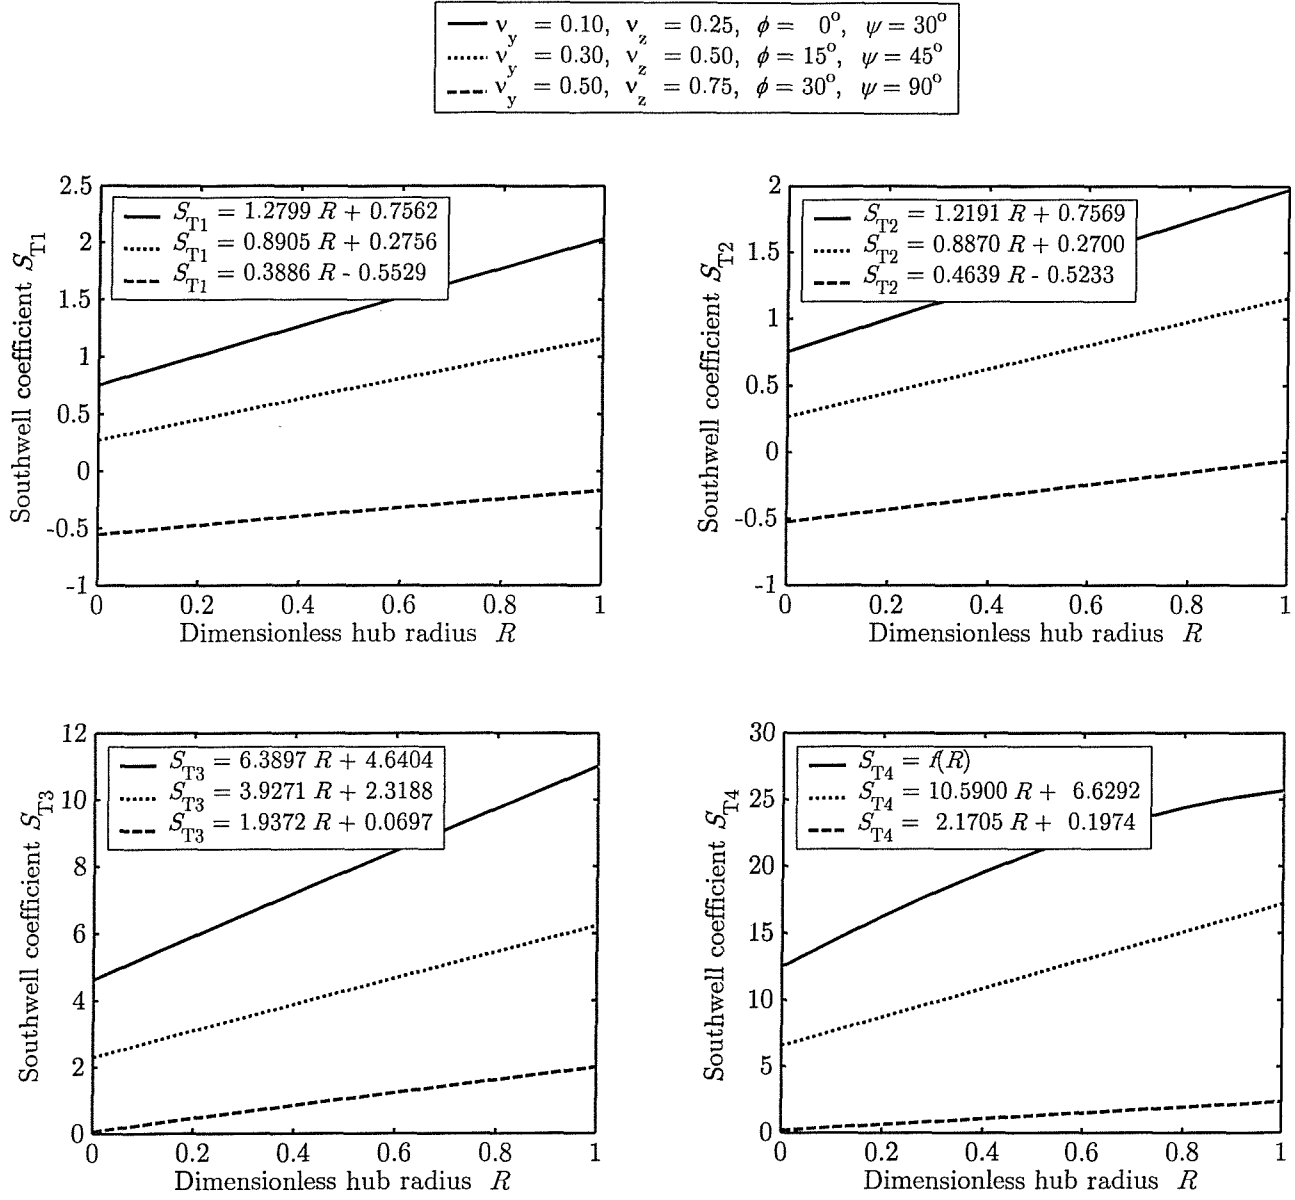 ν_y = 0.10, ν_z = 0.25, ϕ = 0°, ψ = 30°
ν_y = 0.30, ν_z = 0.50, ϕ = 15°, ψ = 45°
ν_y = 0.50, ν_z = 0.75, ϕ = 30°, ψ = 90°
Southwell coefficient S_T1
2.5
2
1.5
1
0.5
0
-0.5
-1
S_T1 = 1.2799 R + 0.7562
S_T1 = 0.8905 R + 0.2756
S_T1 = 0.3886 R - 0.5529
0 0.2 0.4 0.6 0.8 1
Dimensionless hub radius R
Southwell coefficient S_T2
2
1.5
1
0.5
0
-0.5
-1
S_T2 = 1.2191 R + 0.7569
S_T2 = 0.8870 R + 0.2700
S_T2 = 0.4639 R - 0.5233
0 0.2 0.4 0.6 0.8 1
Dimensionless hub radius R
Southwell coefficient S_T3
12
10
8
6
4
2
0
S_T3 = 6.3897 R + 4.6404
S_T3 = 3.9271 R + 2.3188
S_T3 = 1.9372 R + 0.0697
0 0.2 0.4 0.6 0.8 1
Dimensionless hub radius R
Southwell coefficient S_T4
30
25
20
15
10
5
0
S_T4 = f(R)
S_T4 = 10.5900 R + 6.6292
S_T4 = 2.1705 R + 0.1974
0 0.2 0.4 0.6 0.8 1
Dimensionless hub radius R